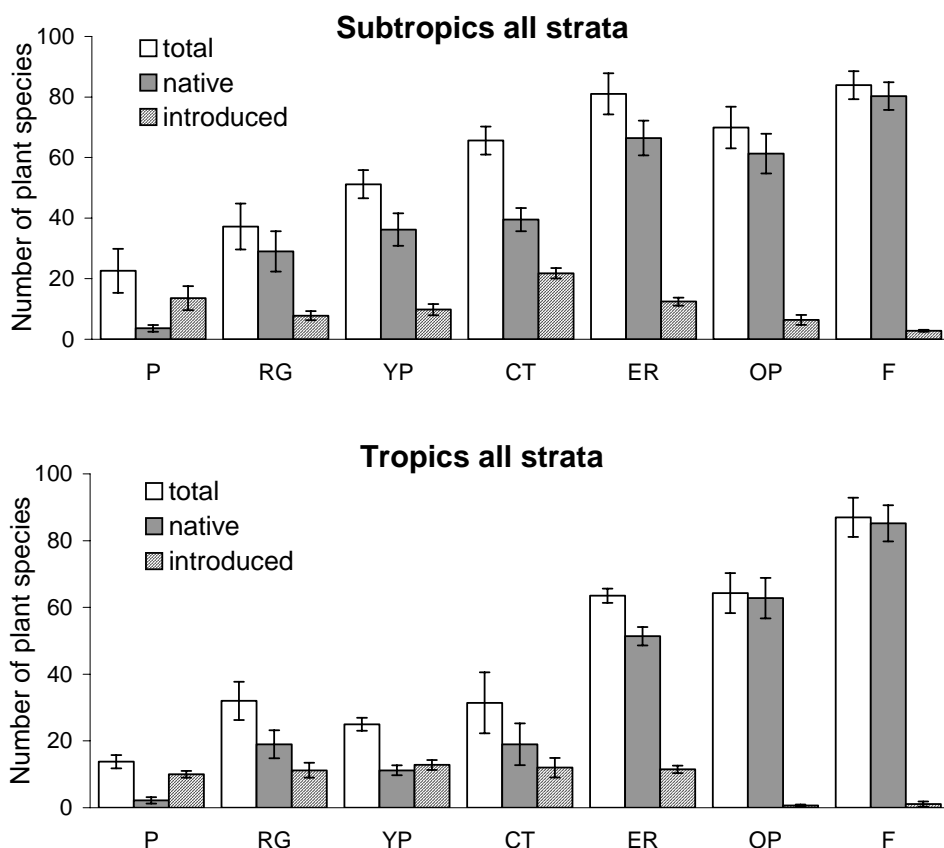 Subtropics all strata
total
native
introduced
Number of plant species
100
80
60
40
20
0
P RG YP CT ER OP F
Tropics all strata
total
native
introduced
Number of plant species
100
80
60
40
20
0
P RG YP CT ER OP F